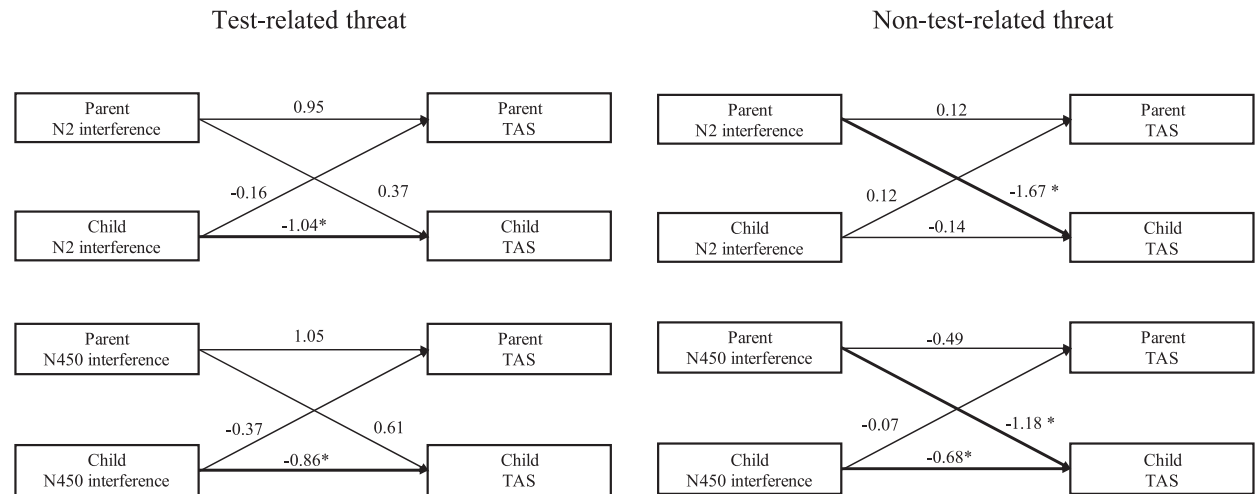 Test-related threat
Non-test-related threat
Parent
N2 interference
0.95
Parent
TAS
-0.16
0.37
Child
N2 interference
-1.04*
Child
TAS
Parent
N2 interference
0.12
Parent
TAS
0.12
-1.67 *
Child
N2 interference
-0.14
Child
TAS
Parent
N450 interference
1.05
Parent
TAS
-0.37
0.61
Child
N450 interference
-0.86*
Child
TAS
Parent
N450 interference
-0.49
Parent
TAS
-0.07
-1.18 *
Child
N450 interference
-0.68*
Child
TAS